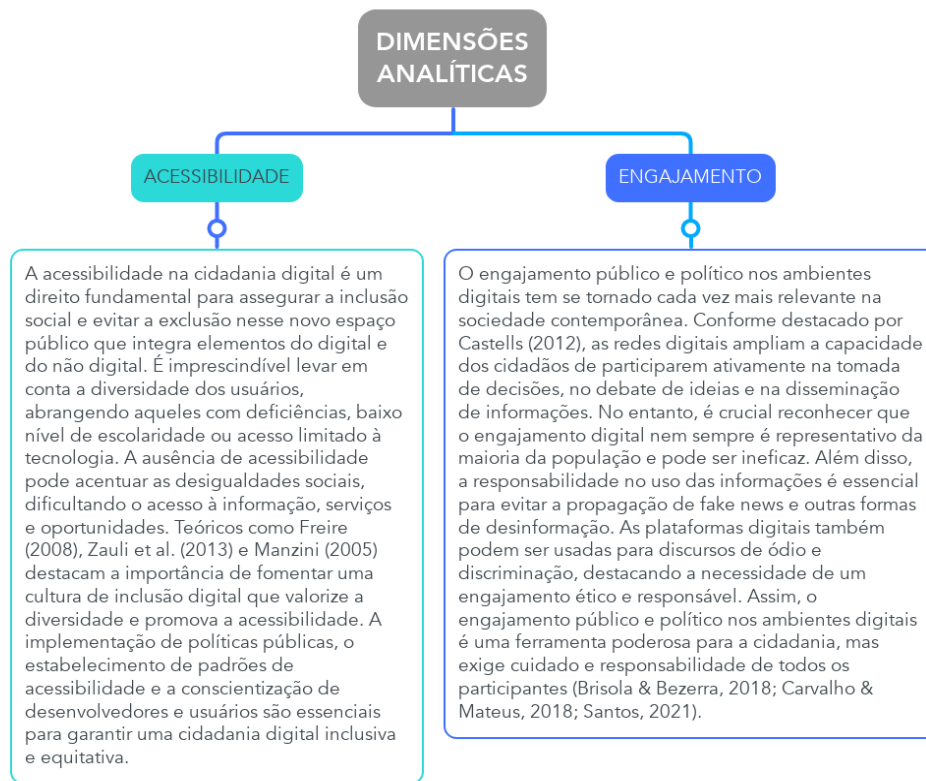 DIMENSÕES
ANALÍTICAS
ACESSIBILIDADE
A acessibilidade na cidadania digital é um
direito fundamental para assegurar a inclusão
social e evitar a exclusão nesse novo espaço
público que integra elementos do digital e
do não digital. É imprescindível levar em
conta a diversidade dos usuários,
abrangendo aqueles com deficiências, baixo
nível de escolaridade ou acesso limitado à
tecnologia. A ausência de acessibilidade
pode acentuar as desigualdades sociais,
dificultando o acesso à informação, serviços
e oportunidades. Teóricos como Freire
(2008), Zauli et al. (2013) e Manzini (2005)
destacam a importância de fomentar uma
cultura de inclusão digital que valorize a
diversidade e promova a acessibilidade. A
implementação de políticas públicas, o
estabelecimento de padrões de
acessibilidade e a conscientização de
desenvolvedores e usuários são essenciais
para garantir uma cidadania digital inclusiva
e equitativa.
ENGAJAMENTO
O engajamento público e político nos ambientes
digitais tem se tornado cada vez mais relevante na
sociedade contemporânea. Conforme destacado por
Castells (2012), as redes digitais ampliam a capacidade
dos cidadãos de participarem ativamente na tomada
de decisões, no debate de ideias e na disseminação
de informações. No entanto, é crucial reconhecer que
o engajamento digital nem sempre é representativo da
maioria da população e pode ser ineficaz. Além disso,
a responsabilidade no uso das informações é essencial
para evitar a propagação de fake news e outras formas
de desinformação. As plataformas digitais também
podem ser usadas para discursos de ódio e
discriminação, destacando a necessidade de um
engajamento ético e responsável. Assim, o
engajamento público e político nos ambientes digitais
é uma ferramenta poderosa para a cidadania, mas
exige cuidado e responsabilidade de todos os
participantes (Brisola & Bezerra, 2018; Carvalho &
Mateus, 2018; Santos, 2021).